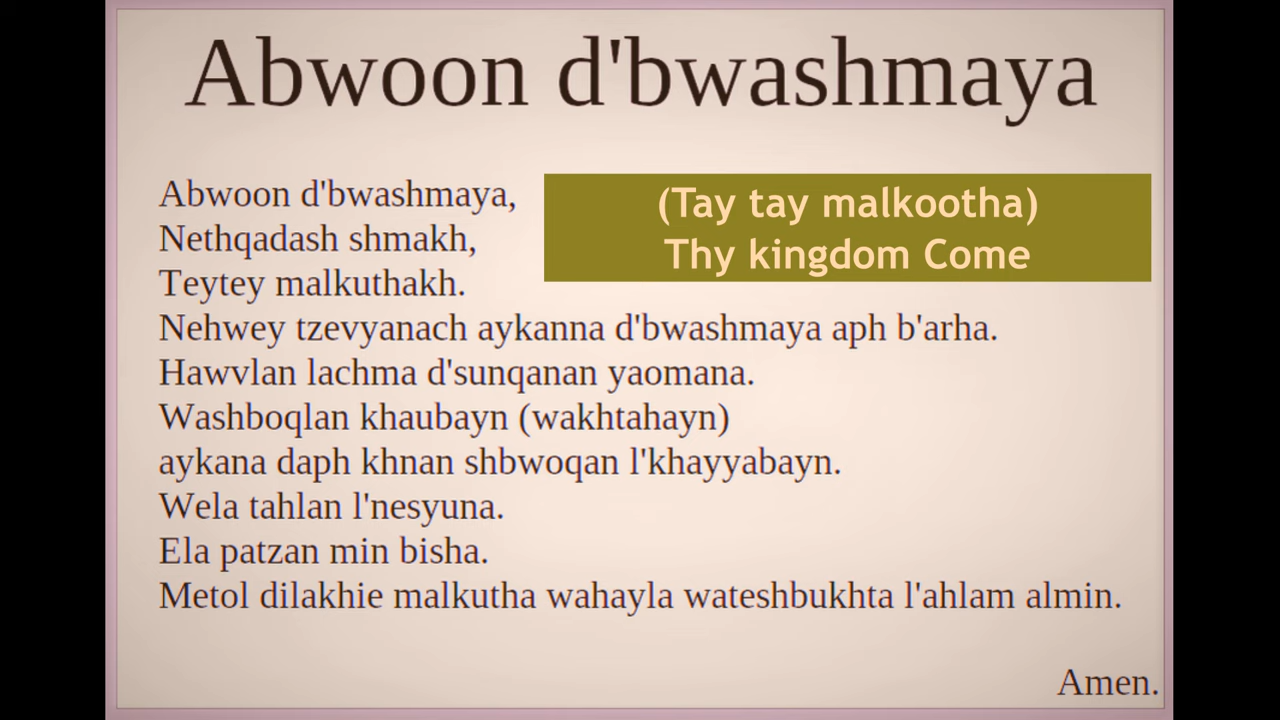 Abwoon d'bwashmaya
Abwoon d'bwashmaya,
Nethqadash shmakh,
Teytey malkuthakh.
(Tay tay malkootha)
Thy kingdom Come
Nehwey tzevyanach aykanna d'bwashmaya aph b'arha.
Hawvlan lachma d'sunqanan yaomana.
Washboqlan khaubayn (wakhtahayn)
aykana daph khnan shbwoqan l'khayyabayn.
Wela tahlan l'nesyuna.
Ela patzan min bisha.
Metol dilakhie malkutha wahayla wateshbukhta l'ahlam almin.
Amen.